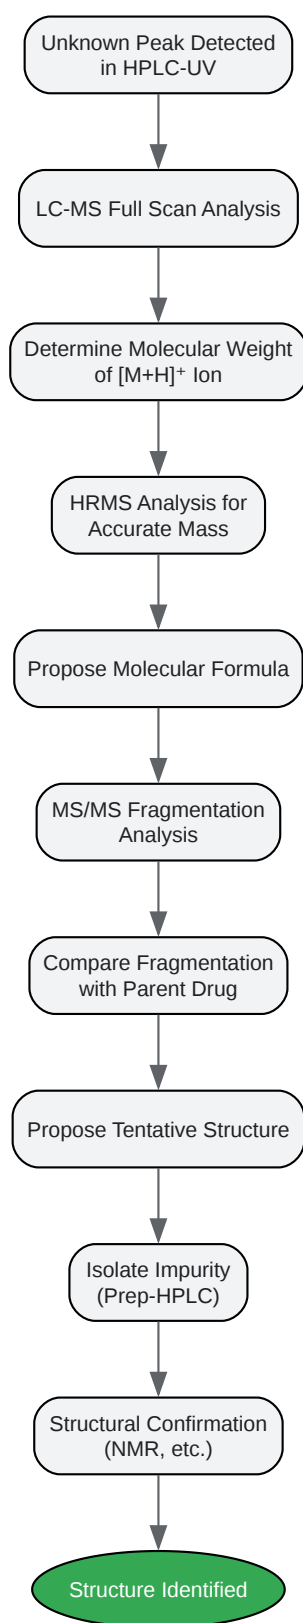 Unknown Peak Detected
in HPLC-UV
LC-MS Full Scan Analysis
Determine Molecular Weight
of [M+H]⁺ Ion
HRMS Analysis for
Accurate Mass
Propose Molecular Formula
MS/MS Fragmentation
Analysis
Compare Fragmentation
with Parent Drug
Propose Tentative Structure
Isolate Impurity
(Prep-HPLC)
Structural Confirmation
(NMR, etc.)
Structure Identified